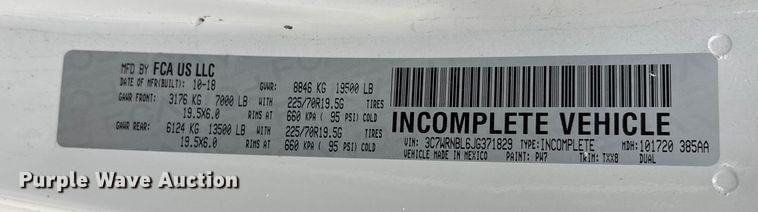 MFD BY FCA US LLC
DATE OF MFR(BUILT): 10-18 GVWR: 8846 KG 19500 LB
GAWR FRONT: 3176 KG 7000 LB WITH 225/70R19.5G TIRES
19.5X6.0 RIMS AT 660 KPA ( 95 PSI) COLD
GAWR REAR: 6124 KG 13500 LB WITH 225/70R19.5G TIRES
19.5X6.0 RIMS AT 660 KPA ( 95 PSI) COLD
INCOMPLETE VEHICLE
VIN: 3C7WRNBL6JG371829 TYPE: INCOMPLETE MDH: 101720 385AA
VEHICLE MADE IN MEXICO PAINT: PW7 TRIM: TXX8 DUAL
Purple Wave Auction